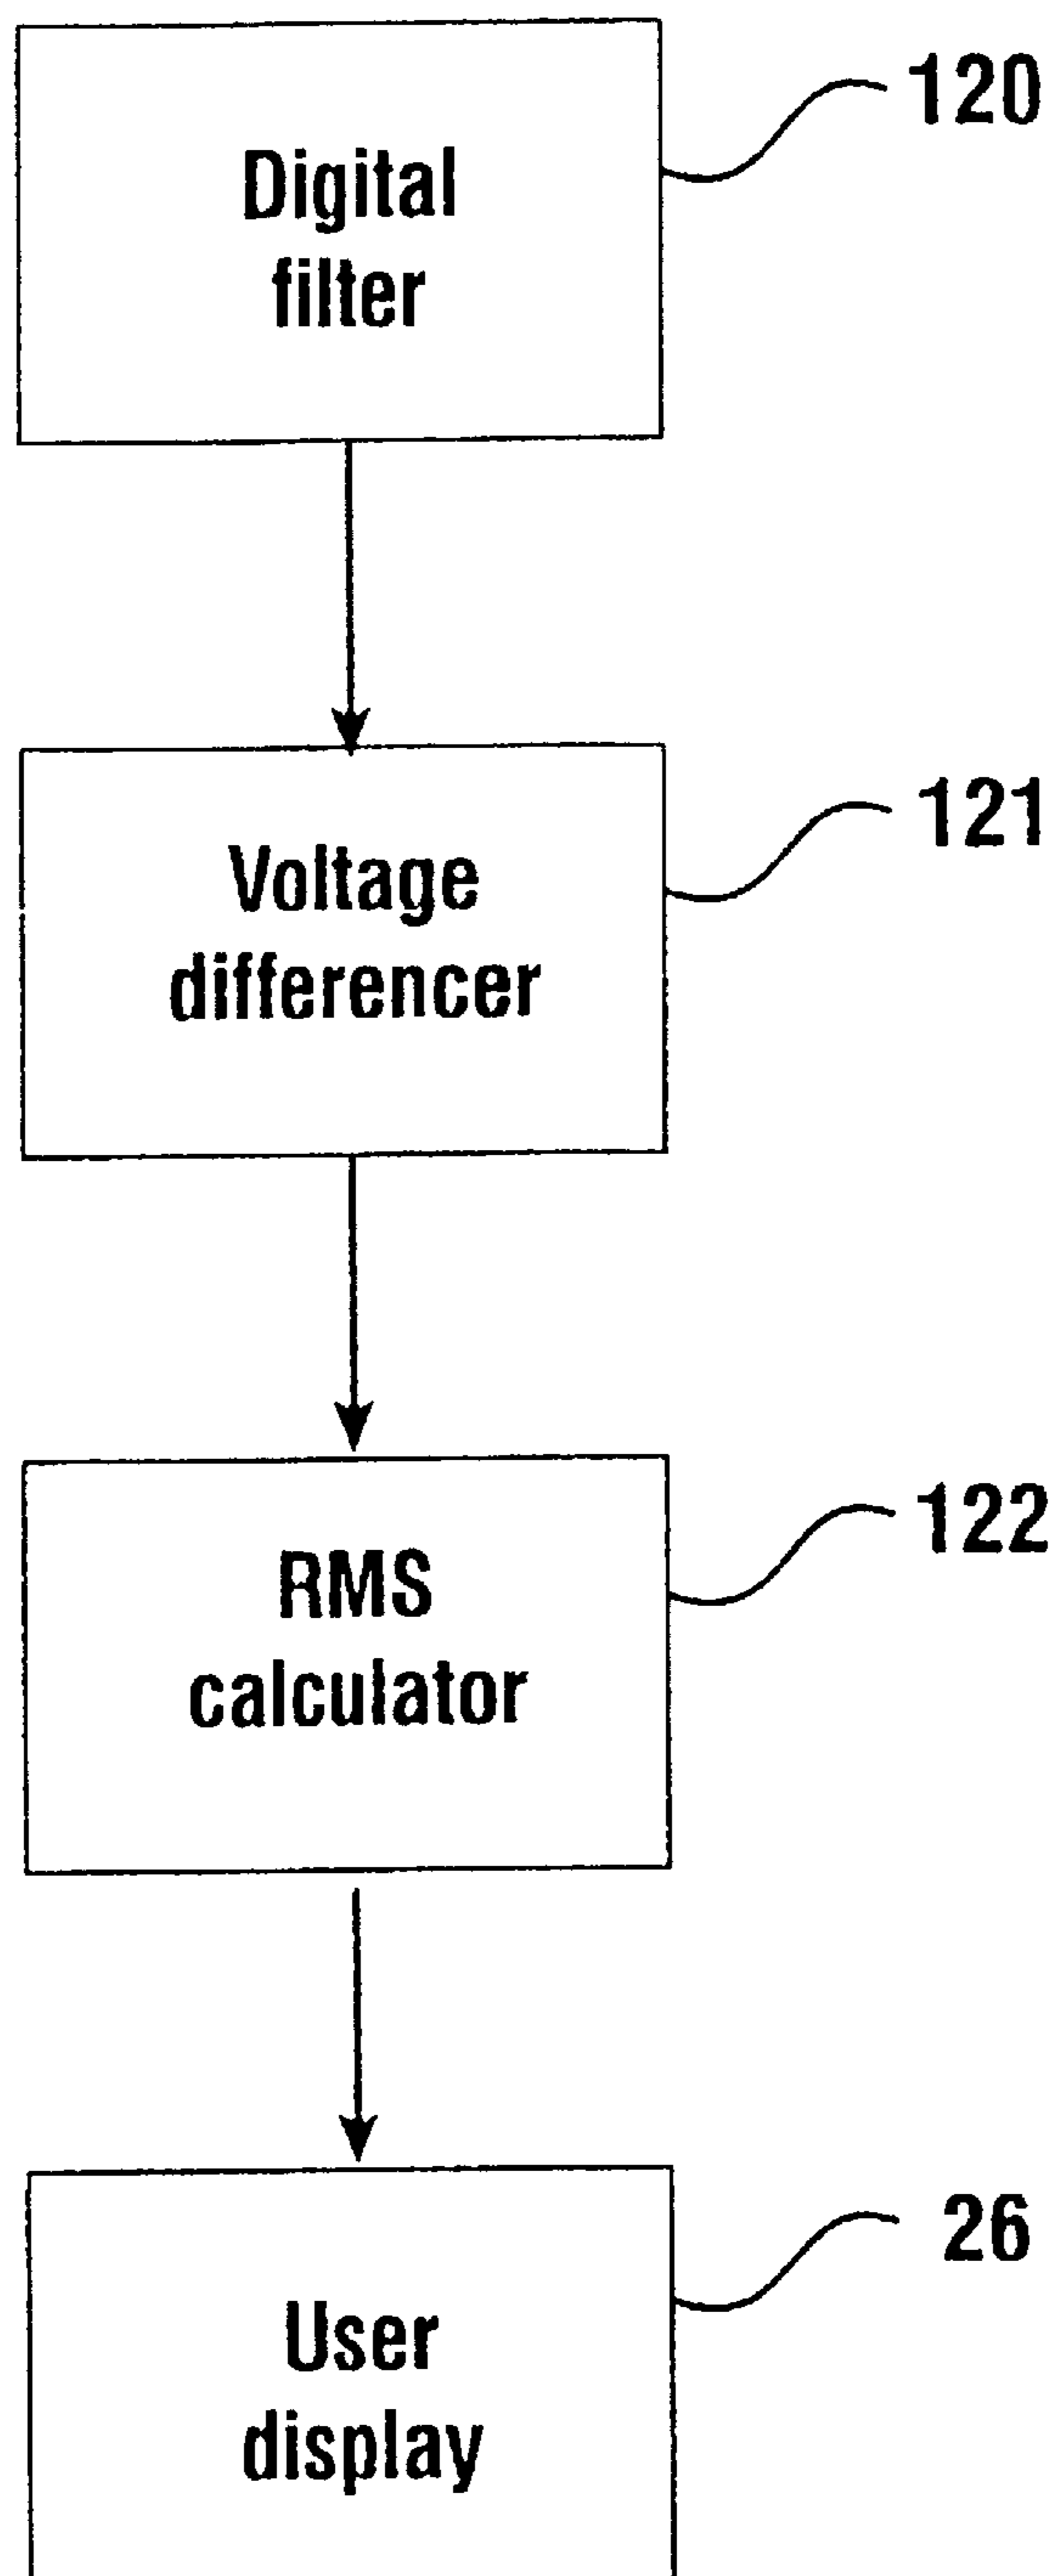 120
Digital
filter
121
Voltage
differencer
122
RMS
calculator
26
User
display